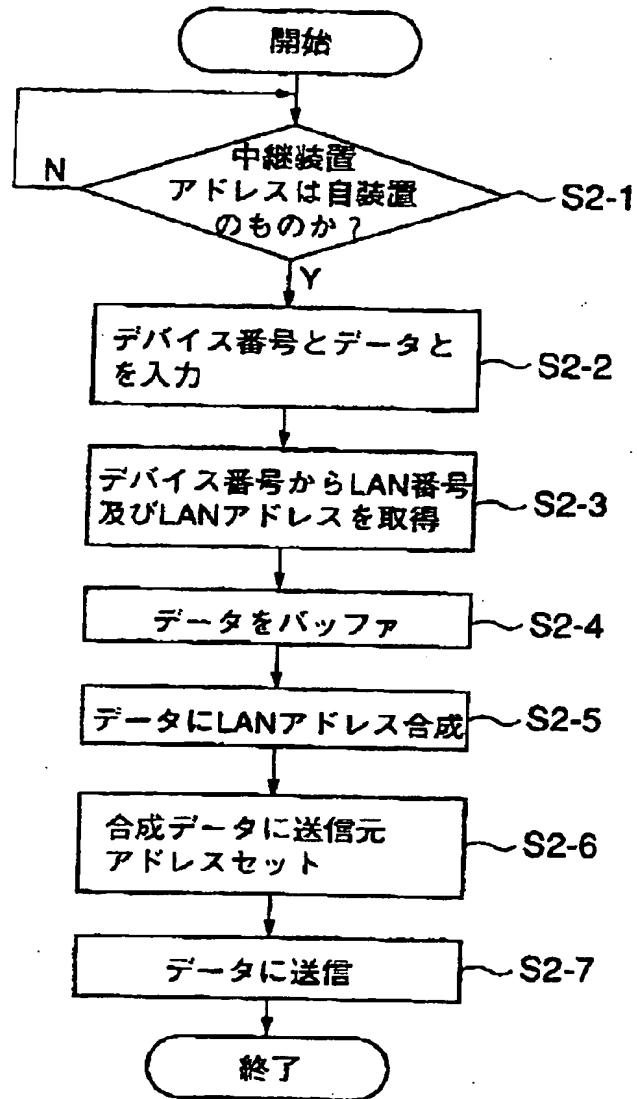 開始
N
中継装置
アドレスは自装置
のものか?
S2-1
Y
デバイス番号とデータと
を入力
S2-2
デバイス番号からLAN番号
及びLANアドレスを取得
S2-3
データをバッファ
S2-4
データにLANアドレス合成
S2-5
合成データに送信元
アドレスセット
S2-6
データに送信
S2-7
終了